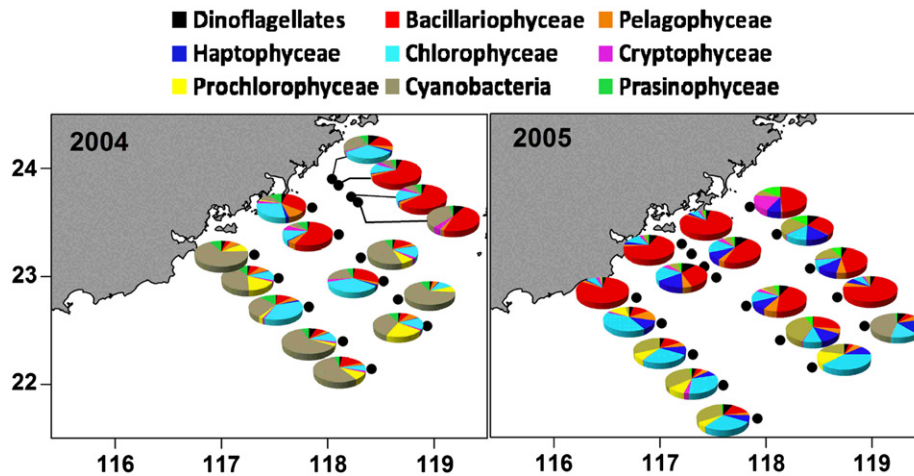 Dinoflagellates Bacillariophyceae Pelagophyceae
Haptophyceae Chlorophyceae Cryptophyceae
Prochlorophyceae Cyanobacteria Prasinophyceae
2004 2005
24
23
22
116 117 118 119 116 117 118 119